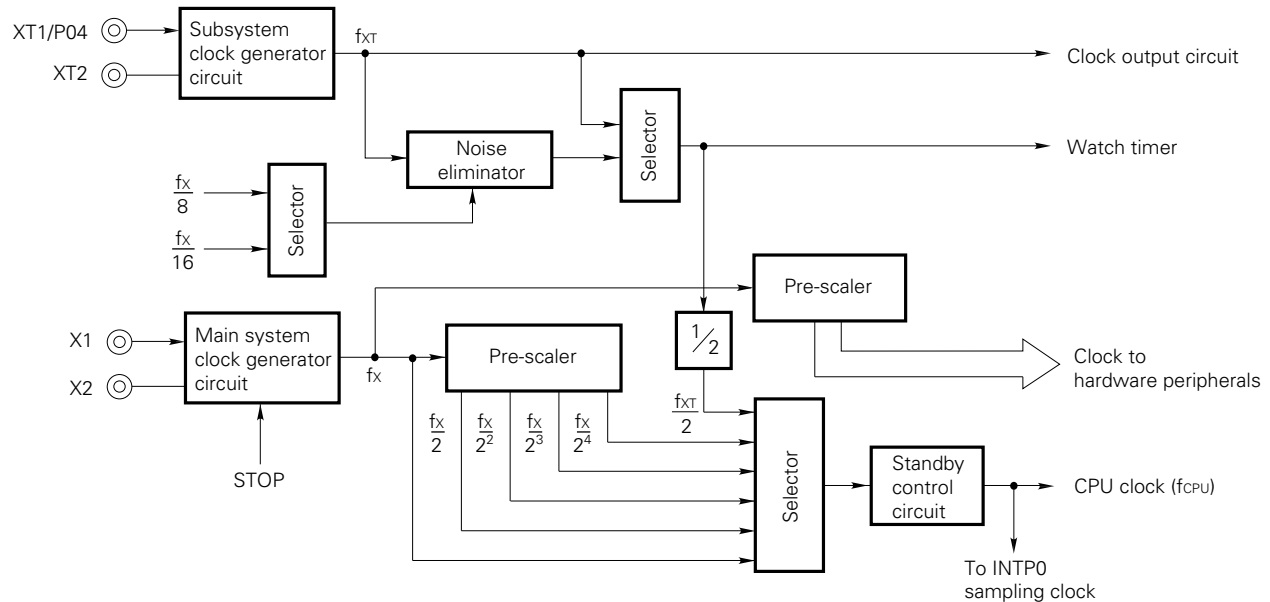 XT1/P04
XT2
Subsystem
clock generator
circuit
fXT
Clock output circuit
Selector
Watch timer
Noise
eliminator
fX
8
fX
16
Selector
Pre-scaler
X1
X2
Main system
clock generator
circuit
fX
Pre-scaler
1/2
Clock to
hardware peripherals
fX
2
fX
2²
fX
2³
fX
2⁴
fXT
2
STOP
Selector
Standby
control
circuit
CPU clock (fCPU)
To INTP0
sampling clock